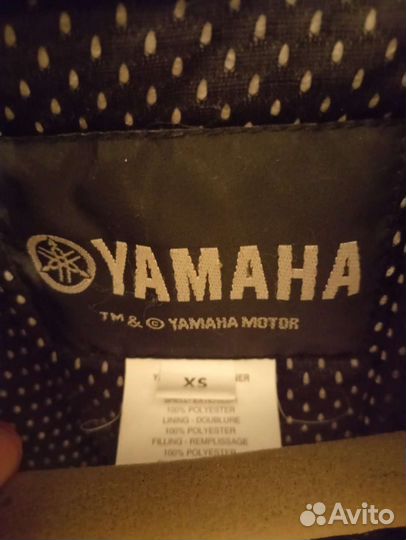 YAMAHA
TM & © YAMAHA MOTOR
XS
100% POLYESTER
LINING - DOUBLURE
100% POLYESTER
FILLING - REMPLISSAGE
100% POLYESTER
Avito